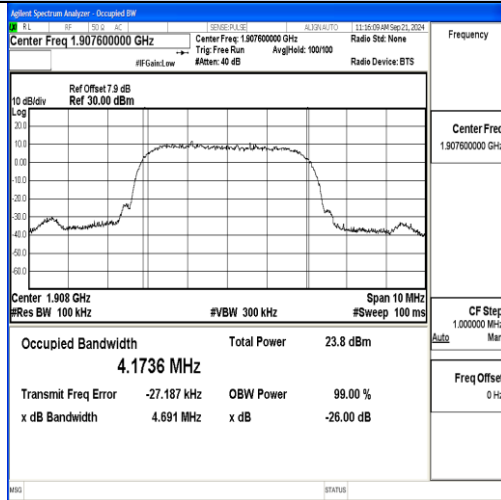 Agilent Spectrum Analyzer - Occupied BW
RL RF 50 Ω AC SENSE:PULSE ALIGNAUTO 11:16:09 AM Sep 21, 2024
Center Freq 1.907600000 GHz Center Freq: 1.907600000 GHz Radio Std: None Frequency
Trig: Free Run Avg|Hold: 100/100
#IFGain:Low #Atten: 40 dB Radio Device: BTS
Ref Offset 7.9 dB
10 dB/div Ref 30.00 dBm
Log
20.0
10.0
0.00
-10.0
-20.0
-30.0
-40.0
-50.0
-60.0
Center Freq
1.907600000 GHz
Center 1.908 GHz Span 10 MHz
#Res BW 100 kHz #VBW 300 kHz #Sweep 100 ms
CF Step
1.000000 MHz
Auto Man
Occupied Bandwidth Total Power 23.8 dBm
4.1736 MHz
Transmit Freq Error -27.187 kHz OBW Power 99.00 %
x dB Bandwidth 4.691 MHz x dB -26.00 dB
Freq Offset
0 Hz
MSG STATUS